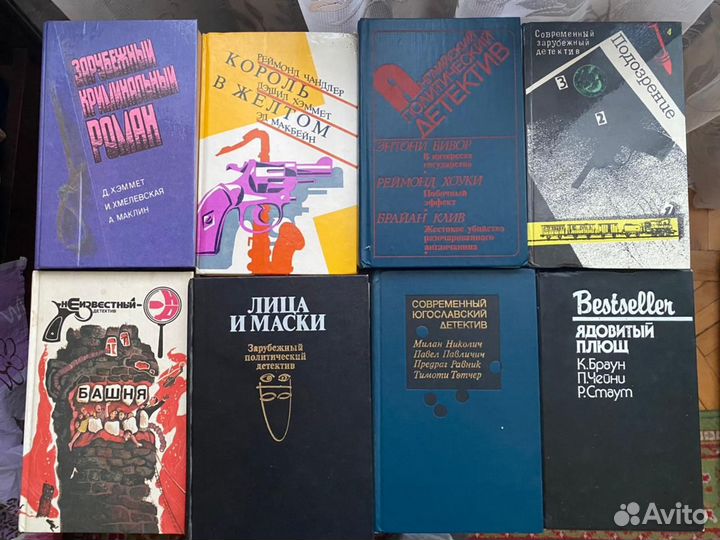 ЗАРУБЕЖНЫЙ
КРИМИНАЛЬНЫЙ
РОМАН
Д. ХЭММЕТ
И. ХМЕЛЕВСКАЯ
А. МАКЛИН
РЕЙМОНД ЧАНДЛЕР
КОРОЛЬ
ДЭШИЛ ХЭММЕТ
В ЖЕЛТОМ
ЭД МАКБЕЙН
АНГЛИЙСКИЙ
ПОЛИТИЧЕСКИЙ
ДЕТЕКТИВ
ЭНТОНИ БИВОР
В интересах
государства
РЕЙМОНД ХОУКИ
Побочный
эффект
БРАЙАН КЛИВ
Жестокое убийство
разочарованного
англичанина
Современный
зарубежный
детектив
4
Подозрение
3
2
НЕИЗВЕСТНЫЙ
ДЕТЕКТИВ
БАШНЯ
ЛИЦА
И МАСКИ
Зарубежный
политический
детектив
СОВРЕМЕННЫЙ
ЮГОСЛАВСКИЙ
ДЕТЕКТИВ
Милан Николич
Павел Павличич
Предраг Равник
Тимоти Тэтчер
Bestseller
ЯДОВИТЫЙ
ПЛЮЩ
К. Браун
П. Чейни
Р. Стаут
Avito